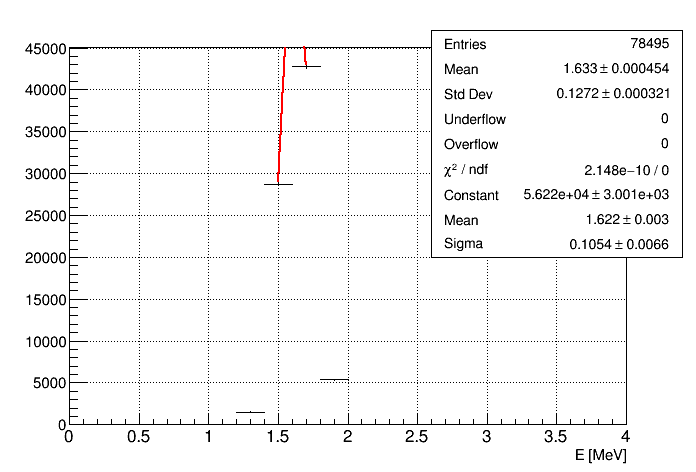 45000
40000
35000
30000
25000
20000
15000
10000
5000
0
0 0.5 1 1.5 2 2.5 3 3.5 4
E [MeV]
Entries 78495
Mean 1.633 ± 0.000454
Std Dev 0.1272 ± 0.000321
Underflow 0
Overflow 0
χ² / ndf 2.148e−10 / 0
Constant 5.622e+04 ± 3.001e+03
Mean 1.622 ± 0.003
Sigma 0.1054 ± 0.0066